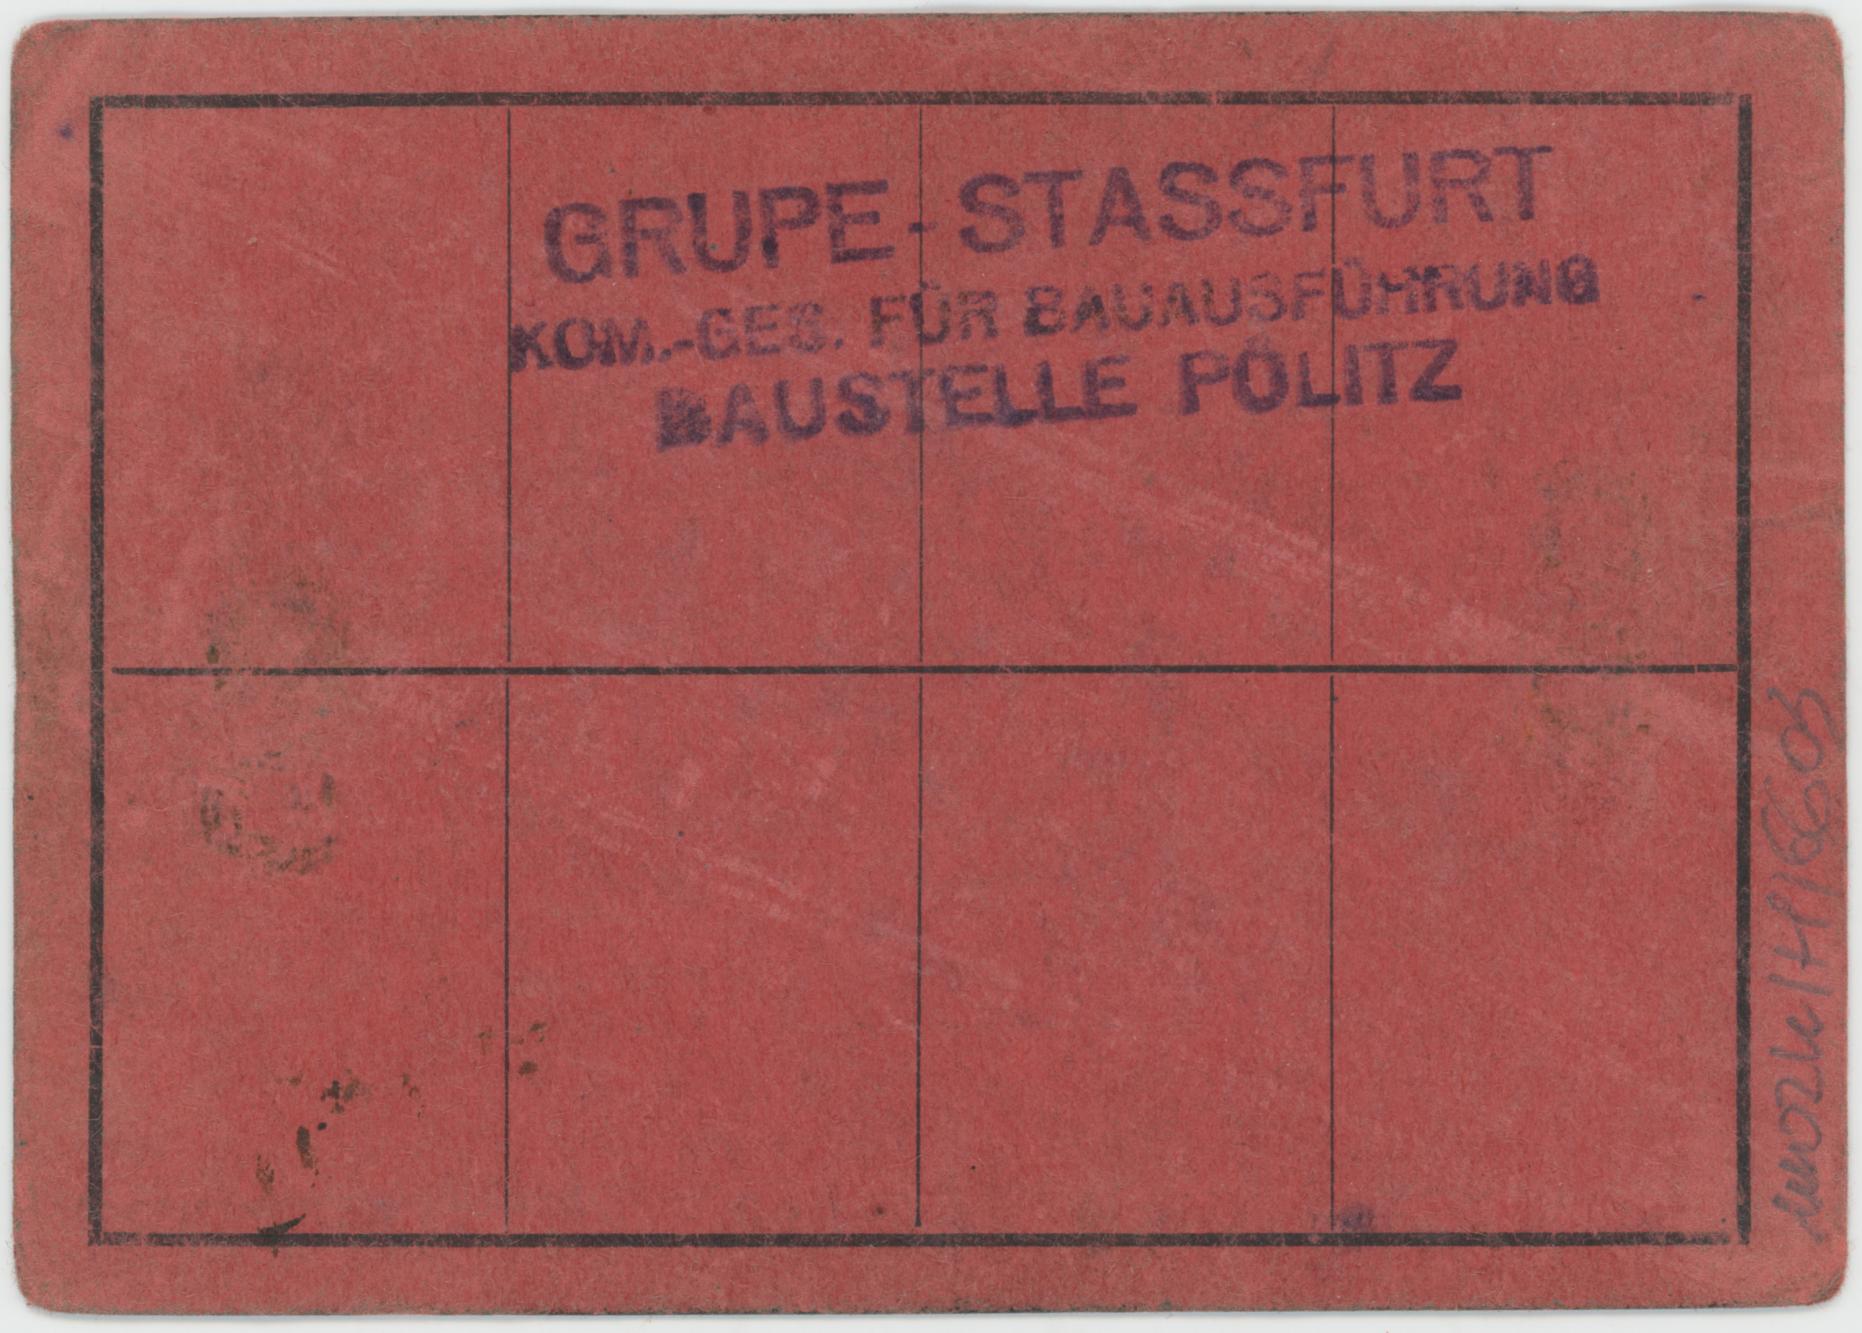 GRUPE-STASSFURT
KOM.-GES. FÜR BAUAUSFÜHRUNG
BAUSTELLE PÖLITZ